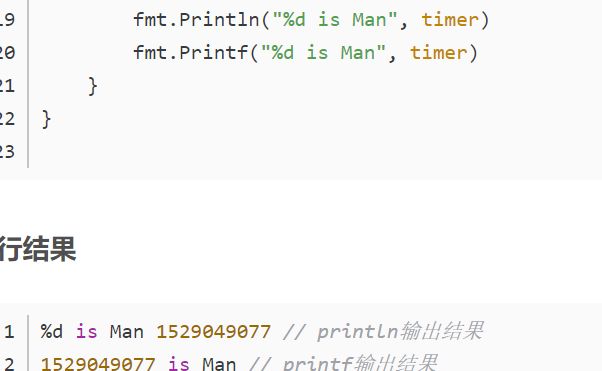 19 fmt.Println("%d is Man", timer)
20 fmt.Printf("%d is Man", timer)
21 }
22 }
23
行结果
1 %d is Man 1529049077 // println输出结果
2 1529049077 is Man // printf输出结果